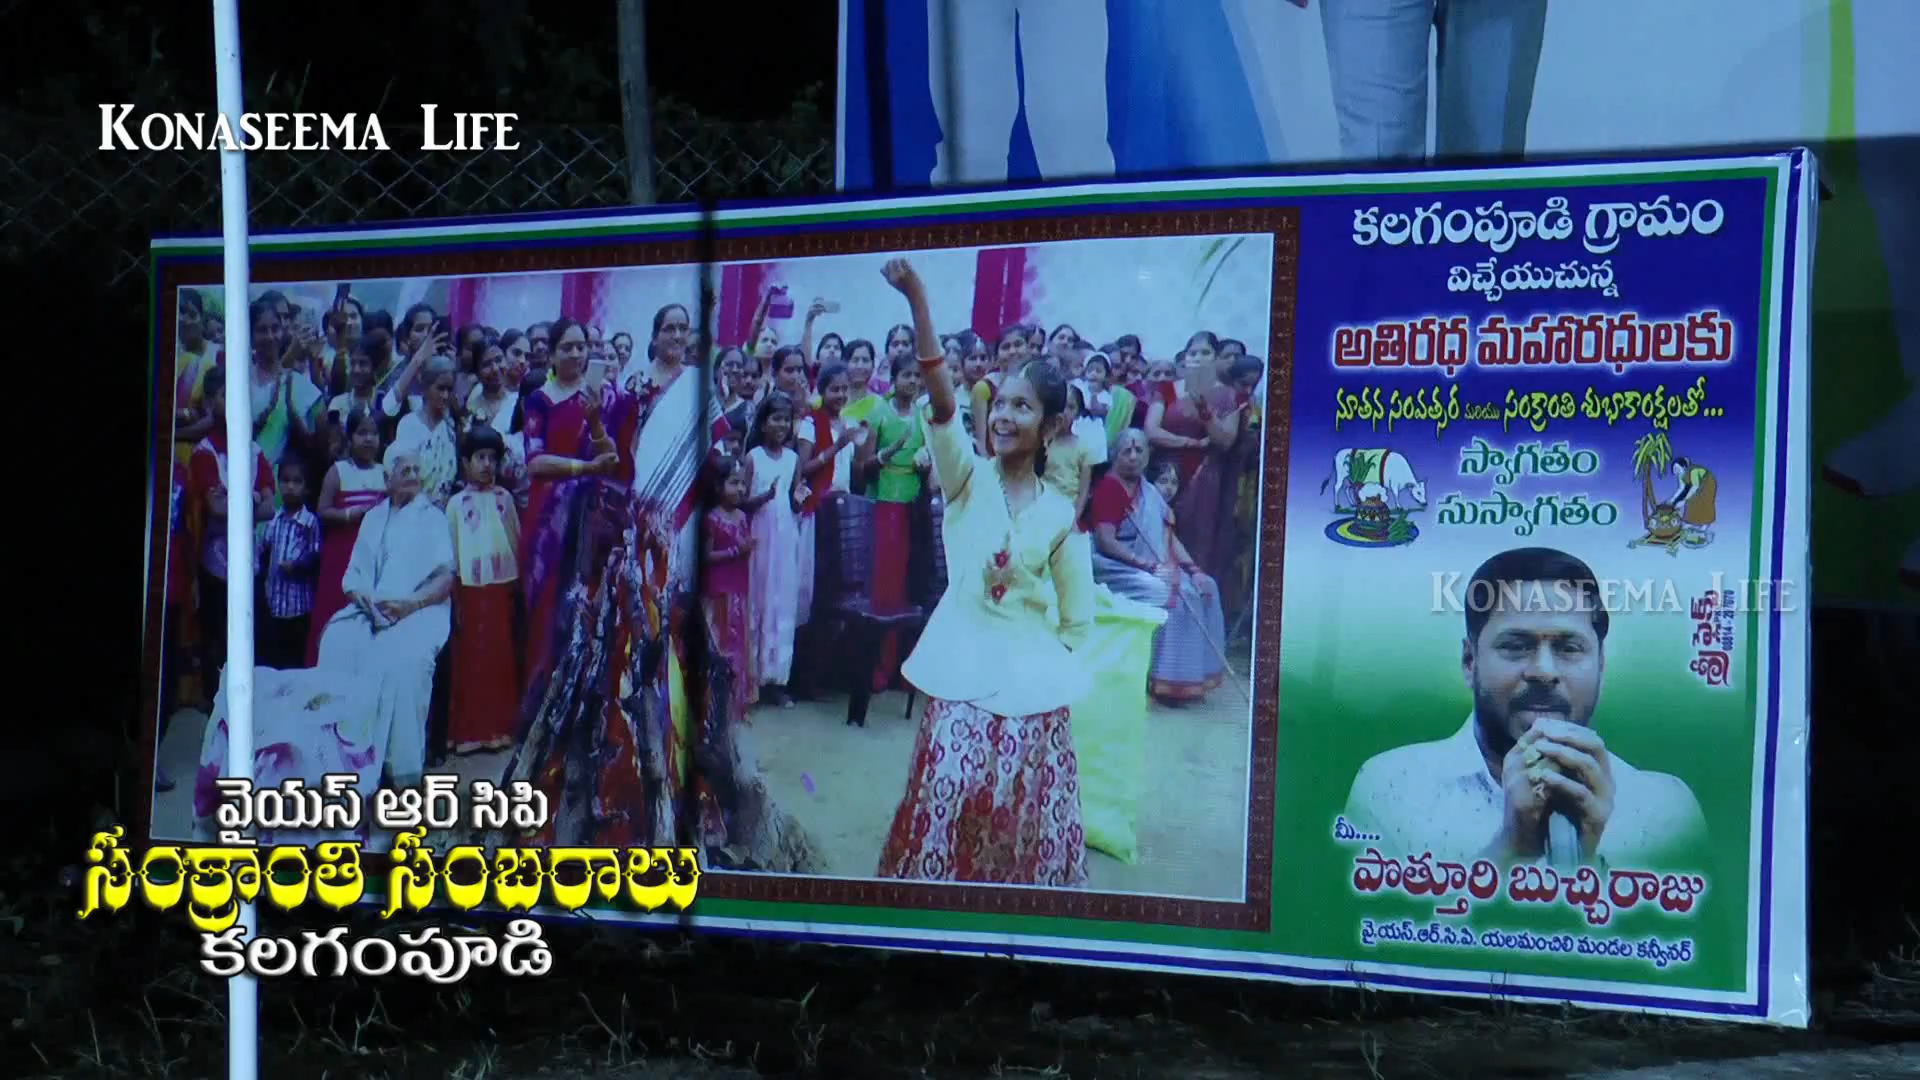 KONASEEMA LIFE
కలగంపూడి గ్రామం
విచ్చేయుచున్న
అతిరధ మహారధులకు
నూతన సంవత్సర మరియు సంక్రాంతి శుభాకాంక్షలతో...
స్వాగతం
సుస్వాగతం
KONASEEMA LIFE
మీ....
పొత్తూరి బుచ్చిరాజు
వై.యస్.ఆర్.సి.పి. యలమంచిలి మండల కన్వీనర్
వైయస్ ఆర్ సిపి
సంక్రాంతి సంబరాలు
కలగంపూడి